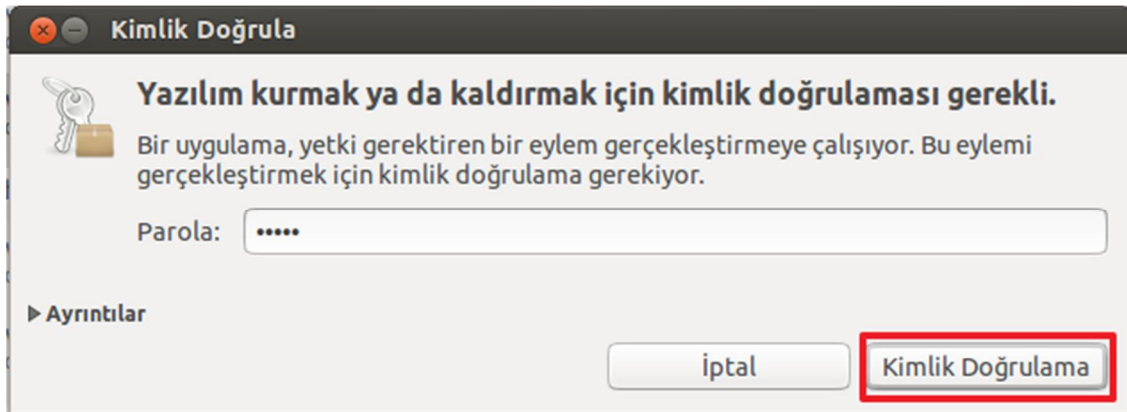 Kimlik Doğrula
Yazılım kurmak ya da kaldırmak için kimlik doğrulaması gerekli.
Bir uygulama, yetki gerektiren bir eylem gerçekleştirmeye çalışıyor. Bu eylemi
gerçekleştirmek için kimlik doğrulama gerekiyor.
Parola: •••••
Ayrıntılar
İptal
Kimlik Doğrulama